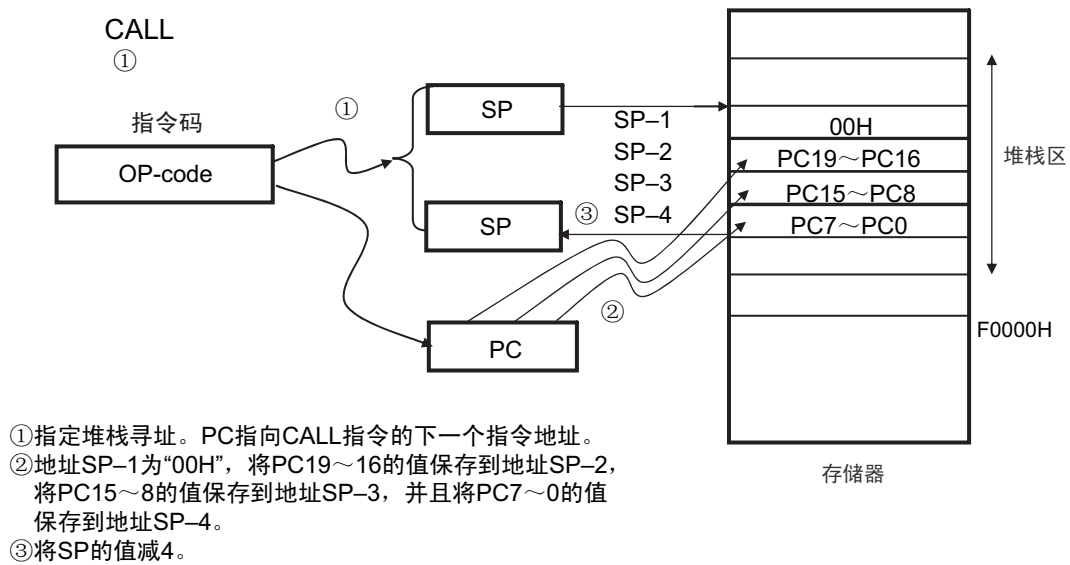 CALL
①
指令码
OP-code
①
SP
SP
③
SP–1
SP–2
SP–3
SP–4
00H
PC19～PC16
PC15～PC8
PC7～PC0
堆栈区
②
PC
F0000H
存储器
①指定堆栈寻址。PC指向CALL指令的下一个指令地址。
②地址SP–1为“00H”，将PC19～16的值保存到地址SP–2，
将PC15～8的值保存到地址SP–3，并且将PC7～0的值
保存到地址SP–4。
③将SP的值减4。